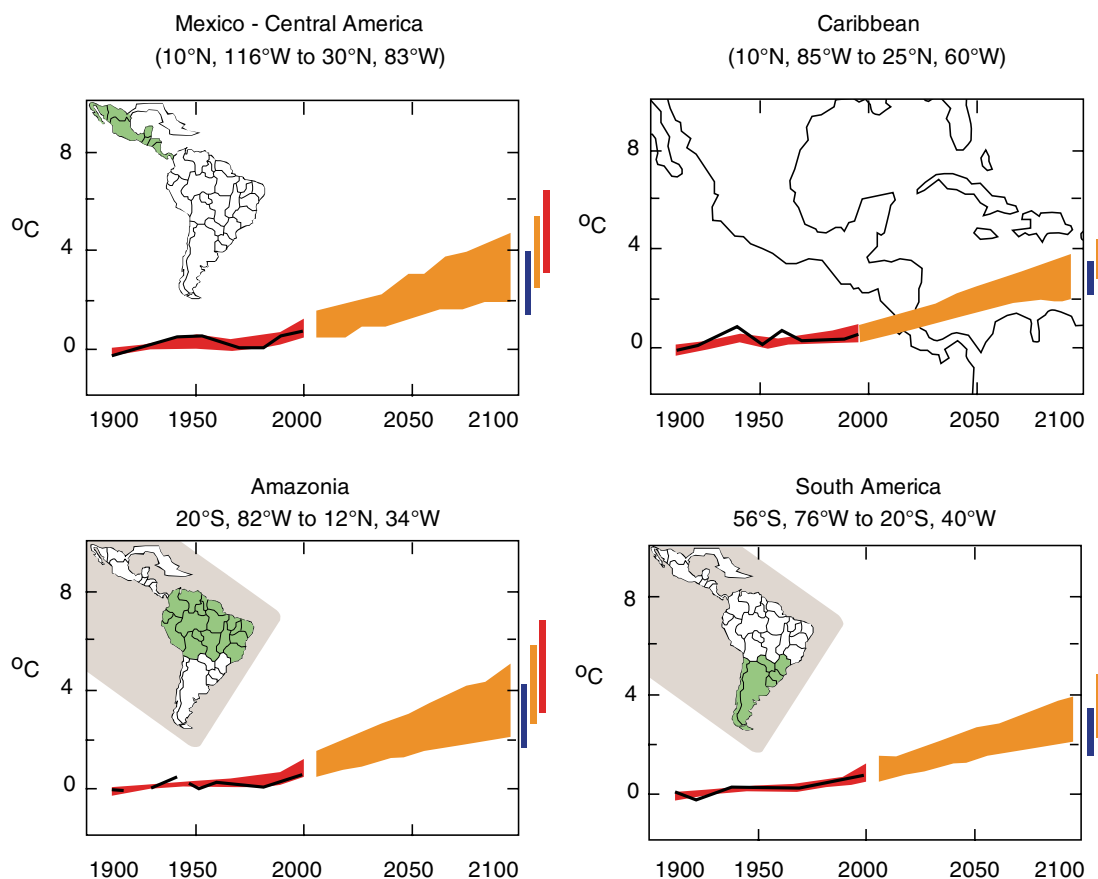 Mexico - Central America
(10°N, 116°W to 30°N, 83°W)
8
ºC
4
0
1900 1950 2000 2050 2100
Caribbean
(10°N, 85°W to 25°N, 60°W)
8
ºC
4
0
1900 1950 2000 2050 2100
Amazonia
20°S, 82°W to 12°N, 34°W
8
ºC
4
0
1900 1950 2000 2050 2100
South America
56°S, 76°W to 20°S, 40°W
8
ºC
4
0
1900 1950 2000 2050 2100